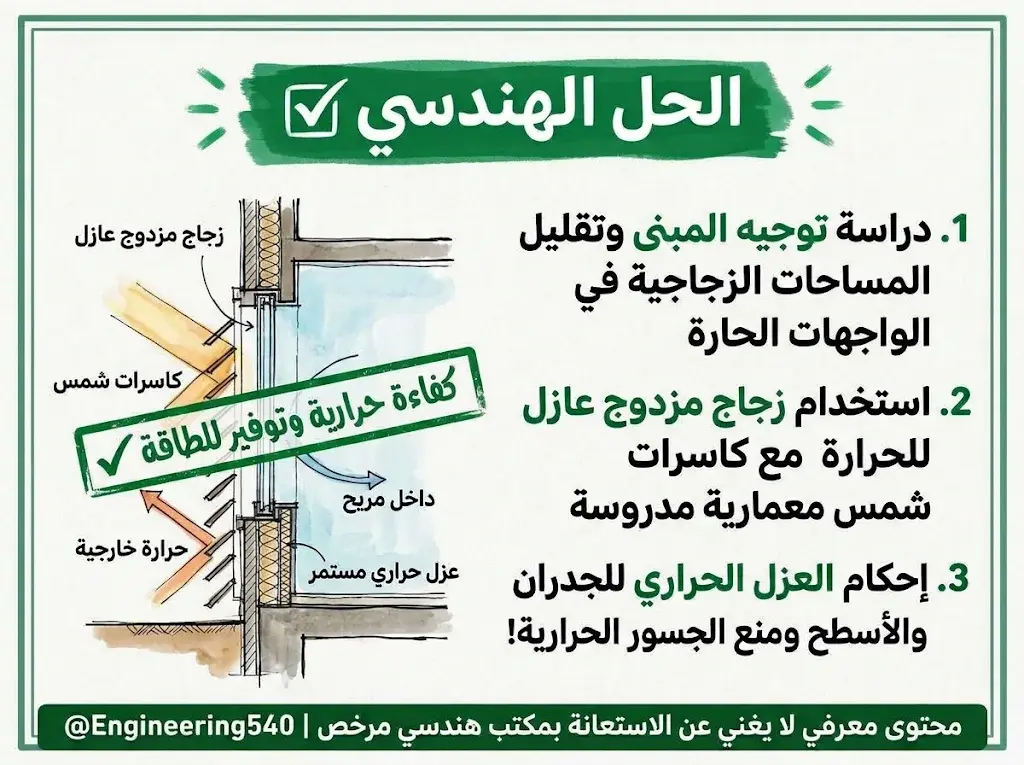 الحل الهندسي
1. دراسة توجيه المبنى وتقليل
المساحات الزجاجية في
الواجهات الحارة
2. استخدام زجاج مزدوج عازل
للحرارة مع كاسرات
شمس معمارية مدروسة
3. إحكام العزل الحراري للجدران
والأسطح ومنع الجسور الحرارية!
زجاج مزدوج عازل
كاسرات شمس
كفاءة حرارية وتوفير للطاقة ✓
داخل مريح
حرارة خارجية
عزل حراري مستمر
محتوى معرفي لا يغني عن الاستعانة بمكتب هندسي مرخص | @Engineering540